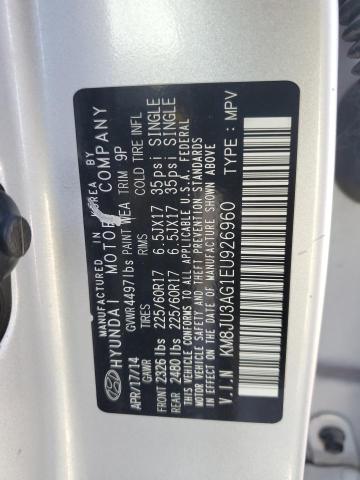 MANUFACTURED IN KOREA BY
HYUNDAI MOTOR COMPANY
APR/17/14 GVWR 4497 lbs PAINT WEA TRIM 9P
GAWR TIRES RIMS COLD TIRE INFL
FRONT 2326 lbs 225/60R17 6.5JX17 35psi SINGLE
REAR 2480 lbs 225/60R17 6.5JX17 35psi SINGLE
THIS VEHICLE CONFORMS TO ALL APPLICABLE U.S.A. FEDERAL
MOTOR VEHICLE SAFETY, BUMPER, AND THEFT PREVENTION STANDARDS
IN EFFECT ON THE DATE OF MANUFACTURE SHOWN ABOVE.
V.I.N KM8JU3AG1EU926960 TYPE : MPV